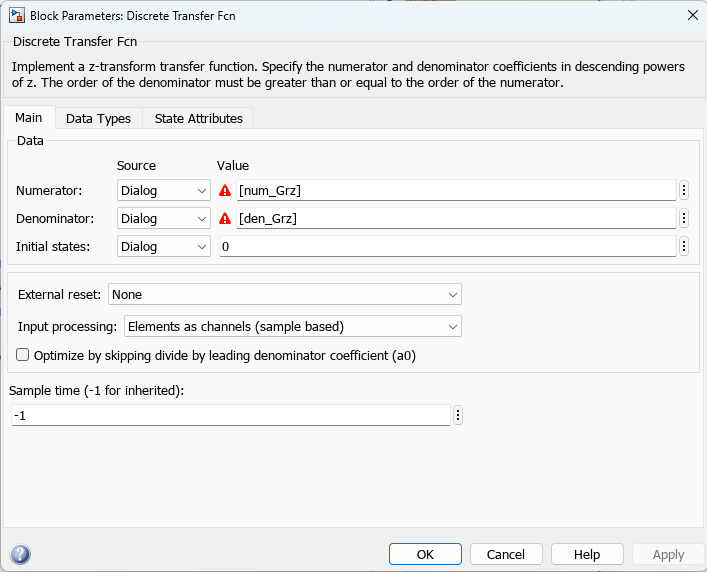 Block Parameters: Discrete Transfer Fcn
Discrete Transfer Fcn
Implement a z-transform transfer function. Specify the numerator and denominator coefficients in descending powers
of z. The order of the denominator must be greater than or equal to the order of the numerator.
Main Data Types State Attributes
Data
Source Value
Numerator: Dialog [num_Grz]
Denominator: Dialog [den_Grz]
Initial states: Dialog 0
External reset: None
Input processing: Elements as channels (sample based)
Optimize by skipping divide by leading denominator coefficient (a0)
Sample time (-1 for inherited):
-1
OK Cancel Help Apply